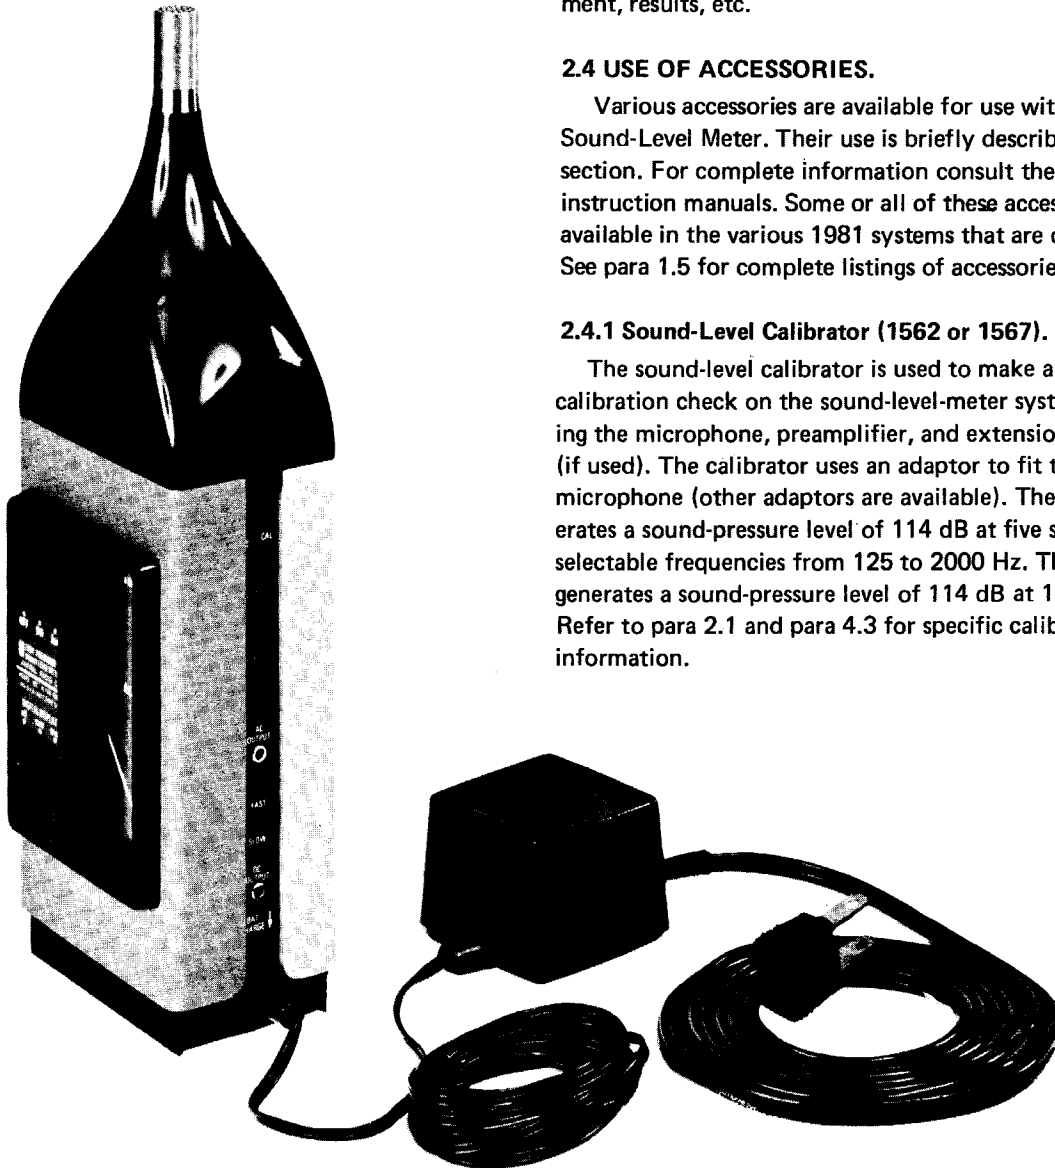 ment, results, etc.
2.4 USE OF ACCESSORIES.
Various accessories are available for use wit
Sound-Level Meter. Their use is briefly describ
section. For complete information consult the
instruction manuals. Some or all of these acces
available in the various 1981 systems that are o
See para 1.5 for complete listings of accessorie
2.4.1 Sound-Level Calibrator (1562 or 1567).
The sound-level calibrator is used to make a
calibration check on the sound-level-meter syst
ing the microphone, preamplifier, and extensio
(if used). The calibrator uses an adaptor to fit t
microphone (other adaptors are available). The
erates a sound-pressure level of 114 dB at five s
selectable frequencies from 125 to 2000 Hz. Th
generates a sound-pressure level of 114 dB at 1
Refer to para 2.1 and para 4.3 for specific calib
information.
CAL
AC
OUTPUT
FAST
SLOW
DC
OUTPUT
BAT